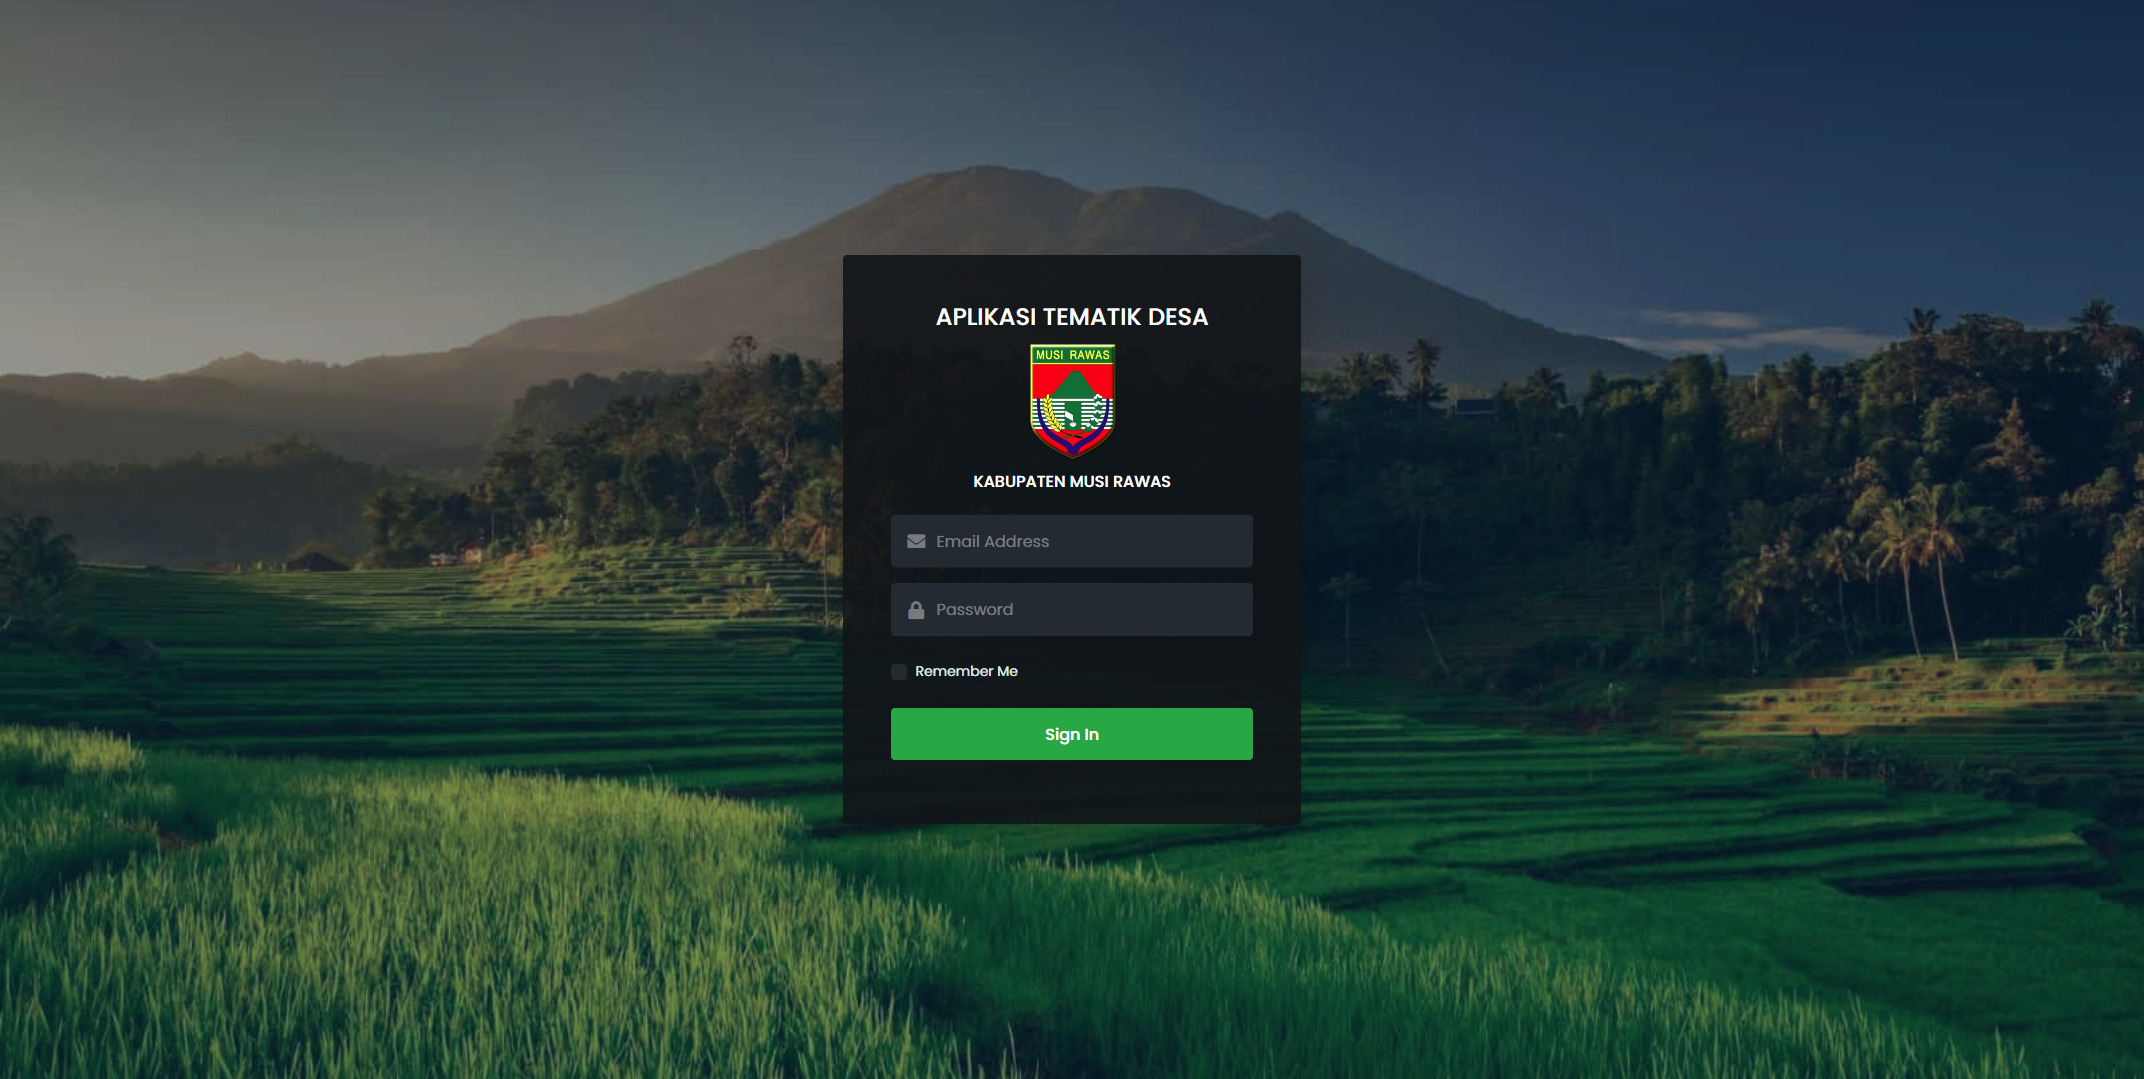 APLIKASI TEMATIK DESA
MUSI RAWAS
KABUPATEN MUSI RAWAS
Email Address
Password
Remember Me
Sign In